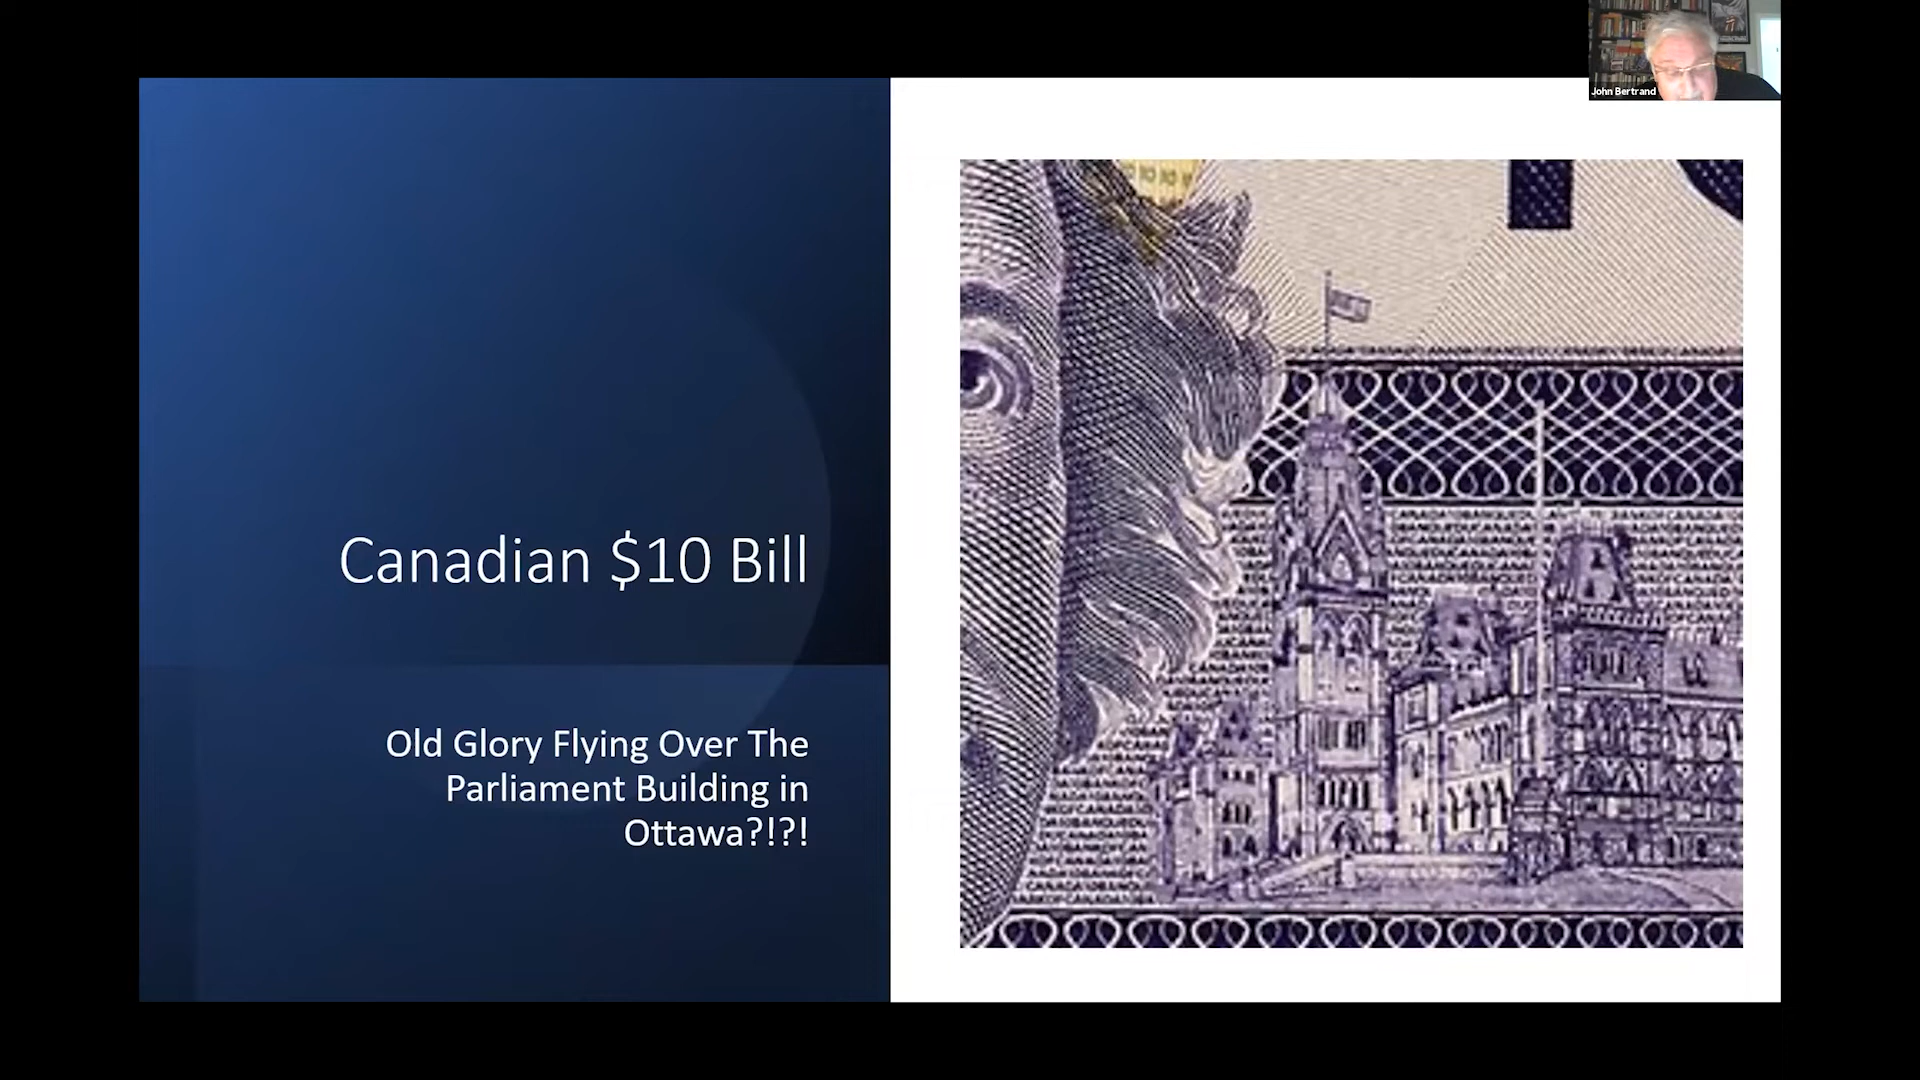 John Bertrand
Canadian $10 Bill
Old Glory Flying Over The
Parliament Building in
Ottawa?!?!